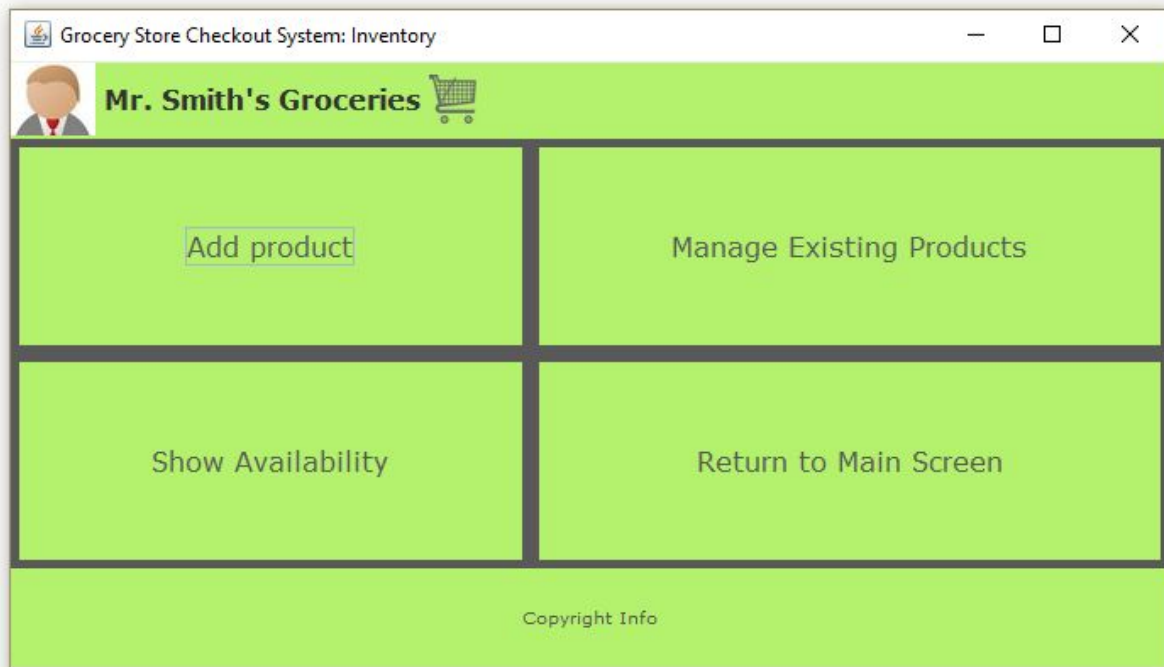 Grocery Store Checkout System: Inventory
Mr. Smith's Groceries
Add product
Manage Existing Products
Show Availability
Return to Main Screen
Copyright Info